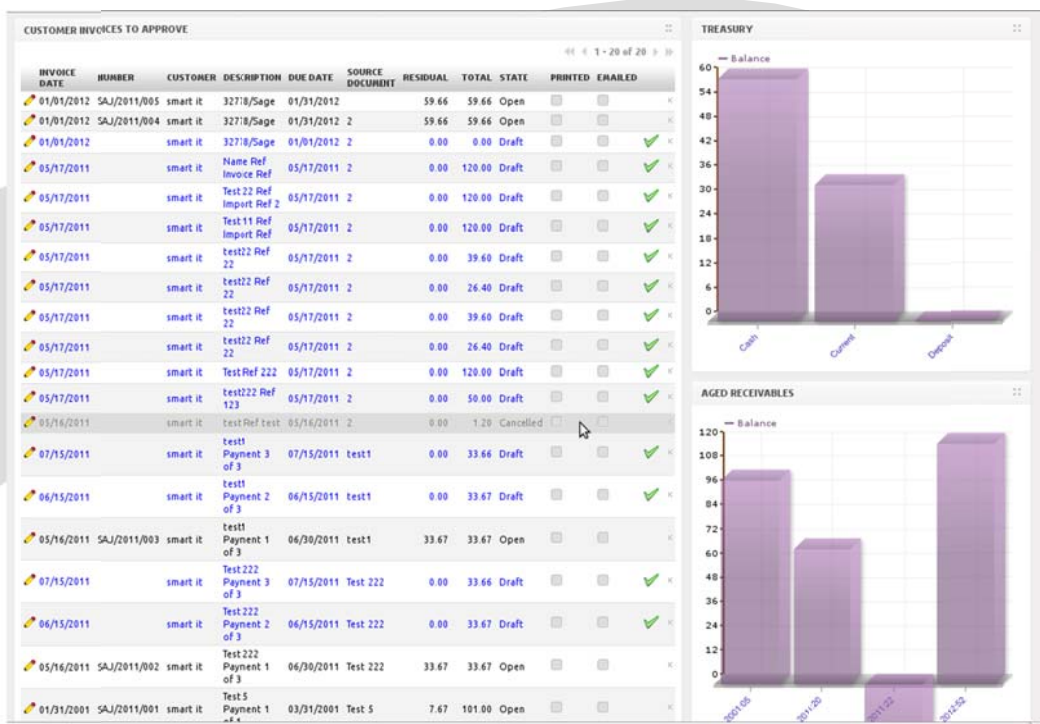 CUSTOMER INVOICES TO APPROVE
1 - 20 of 20
INVOICE DATE NUMBER CUSTOMER DESCRIPTION DUE DATE SOURCE DOCUMENT RESIDUAL TOTAL STATE PRINTED EMAILED
01/01/2012 SAJ/2011/005 smart it 32718/Sage 01/31/2012 59.66 59.66 Open
01/01/2012 SAJ/2011/004 smart it 32718/Sage 01/31/2012 2 59.66 59.66 Open
01/01/2012 smart it 32718/Sage 01/01/2012 2 0.00 0.00 Draft
05/17/2011 smart it Name Ref Invoice Ref 05/17/2011 2 0.00 120.00 Draft
05/17/2011 smart it Test 22 Ref Import Ref 2 05/17/2011 2 0.00 120.00 Draft
05/17/2011 smart it Test 11 Ref Import Ref 05/17/2011 2 0.00 120.00 Draft
05/17/2011 smart it test22 Ref 22 05/17/2011 2 0.00 39.60 Draft
05/17/2011 smart it test22 Ref 22 05/17/2011 2 0.00 26.40 Draft
05/17/2011 smart it test22 Ref 22 05/17/2011 2 0.00 39.60 Draft
05/17/2011 smart it test22 Ref 22 05/17/2011 2 0.00 26.40 Draft
05/17/2011 smart it Test Ref 222 05/17/2011 2 0.00 120.00 Draft
05/17/2011 smart it test222 Ref 123 05/17/2011 2 0.00 50.00 Draft
05/16/2011 smart it test Ref test 05/16/2011 2 0.00 1.20 Cancelled
07/15/2011 smart it test1 Payment 3 of 3 07/15/2011 test1 0.00 33.66 Draft
06/15/2011 smart it test1 Payment 2 of 3 06/15/2011 test1 0.00 33.67 Draft
05/16/2011 SAJ/2011/003 smart it test1 Payment 1 of 3 06/30/2011 test1 33.67 33.67 Open
07/15/2011 smart it Test 222 Payment 3 of 3 07/15/2011 Test 222 0.00 33.66 Draft
06/15/2011 smart it Test 222 Payment 2 of 3 06/15/2011 Test 222 0.00 33.67 Draft
05/16/2011 SAJ/2011/002 smart it Test 222 Payment 1 of 3 06/30/2011 Test 222 33.67 33.67 Open
01/31/2001 SAJ/2011/001 smart it Test 5 Payment 1 of 1 03/31/2001 Test 5 7.67 101.00 Open
TREASURY
Balance
60
54
48
42
36
30
24
18
12
6
0
Cash Current Deposit
AGED RECEIVABLES
Balance
120
108
96
84
72
60
48
36
24
12
0
2001:05 2011:20 2011:22 2012:52